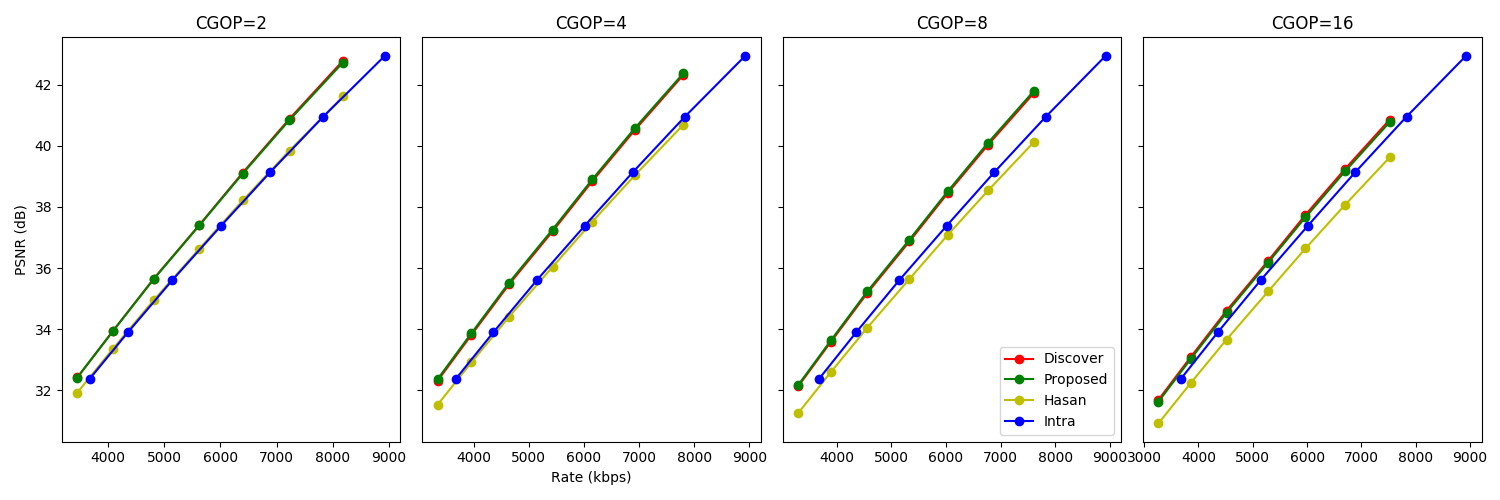 CGOP=2 CGOP=4 CGOP=8 CGOP=16
42
40
38
36
34
32
PSNR (dB)
Discover
Proposed
Hasan
Intra
4000 5000 6000 7000 8000 9000 4000 5000 6000 7000 8000 9000 4000 5000 6000 7000 8000 9000 3000 4000 5000 6000 7000 8000 9000
Rate (kbps)